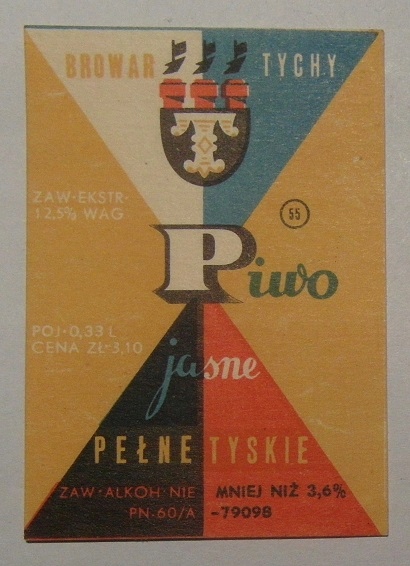 BROWAR TYCHY
T
ZAW·EKSTR·
12,5% WAG
55
Piwo
POJ·0,33 L
CENA ZŁ·3,10
jasne
PEŁNE TYSKIE
ZAW·ALKOH·NIE MNIEJ NIŻ 3,6%
PN-60/A -79098